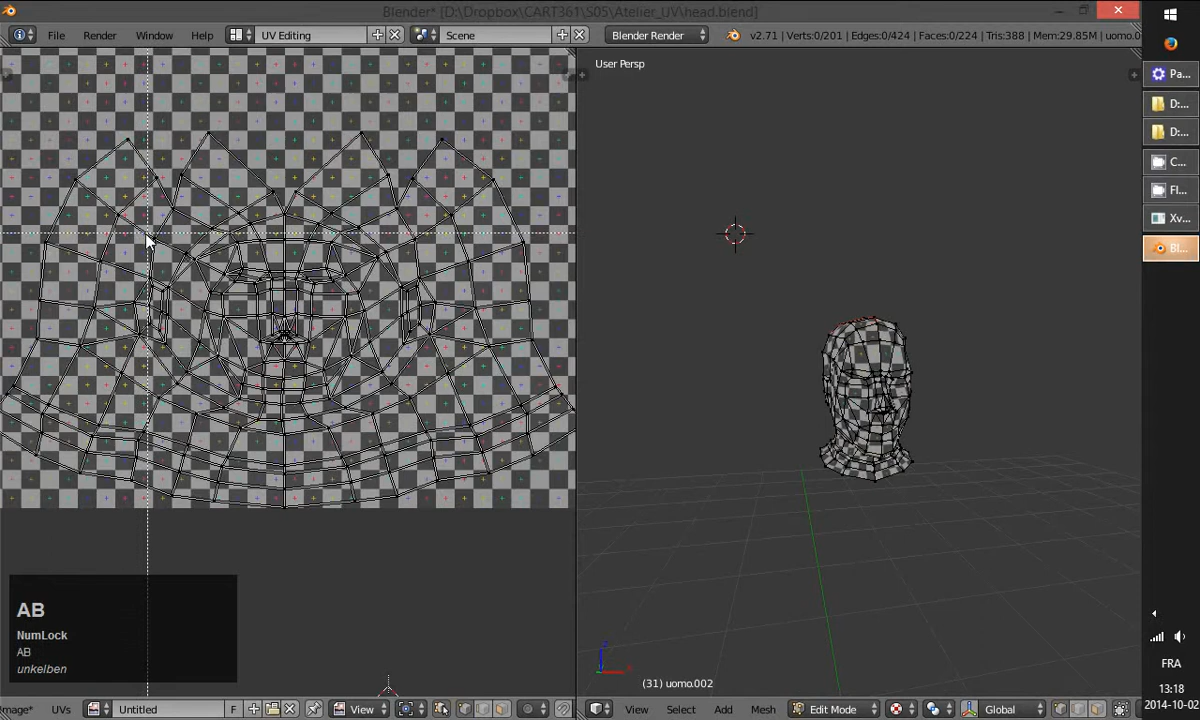 Blender* [D:\Dropbox\CART361\S05\Atelier_UV\head.blend]
File Render Window Help UV Editing Scene Blender Render v2.71 | Verts:0/201 | Edges:0/424 | Faces:0/224 | Tris:388 | Mem:29.85M | uomo.0
User Persp
Pa...
D:...
D:...
C...
Fl...
Xv...
Bl...
AB
NumLock
AB
unkelben
(31) uomo.002
FRA
13:18
2014-10-02
mage* UVs Untitled F View
View Select Add Mesh Edit Mode Global